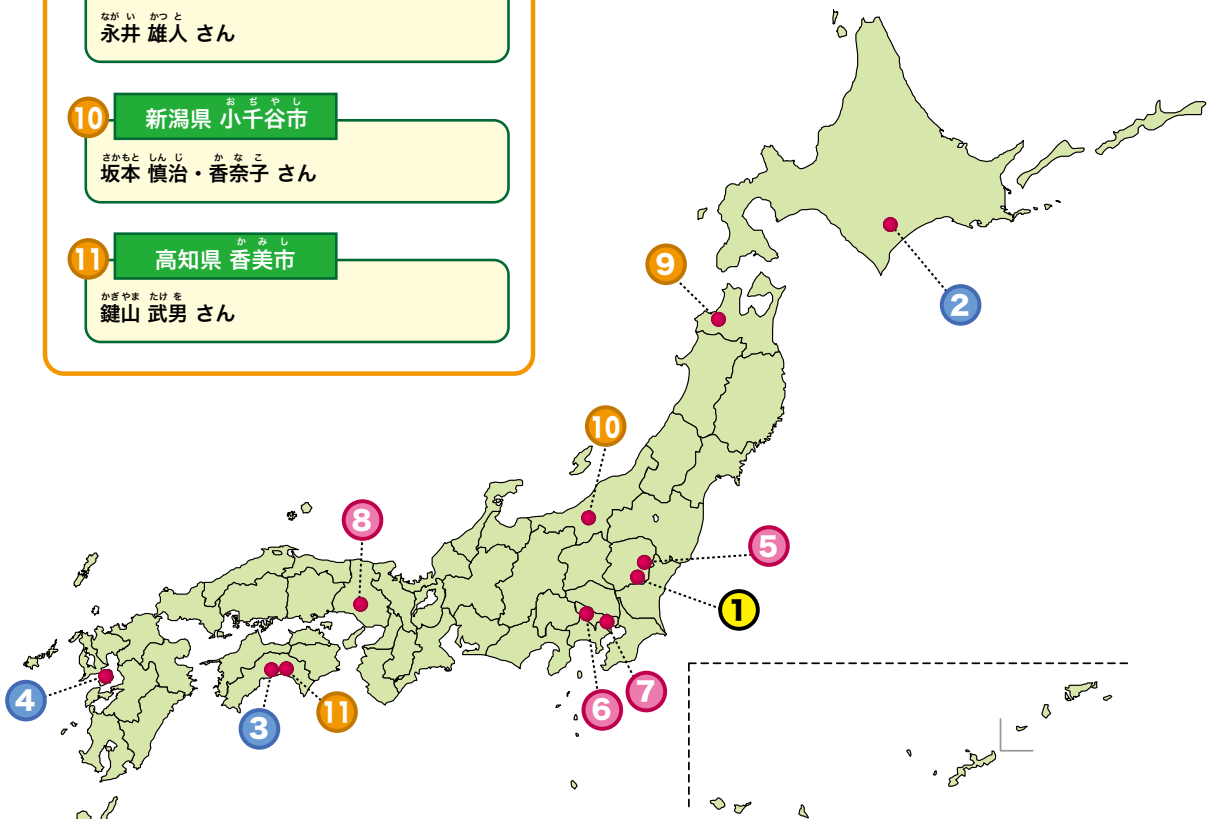 なが い かつ と
永井 雄人 さん
10
新潟県 小千谷市
お ぢ や し
さかもと しん じ か な こ
坂本 慎治・香奈子 さん
11
高知県 香美市
か み し
かぎやま たけ を
鍵山 武男 さん
9
2
10
8
5
1
4
3
11
6
7